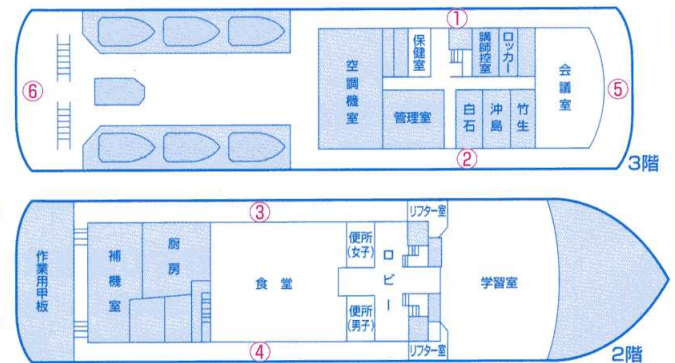 ①
保健室
講師控室
ロッカー
空調機室
会議室
⑥
⑤
管理室
白石
沖島
竹生
②
3階
③
リフター室
作業用甲板
補機室
厨房
食堂
便所
(女子)
ロビー
学習室
便所
(男子)
④
リフター室
2階